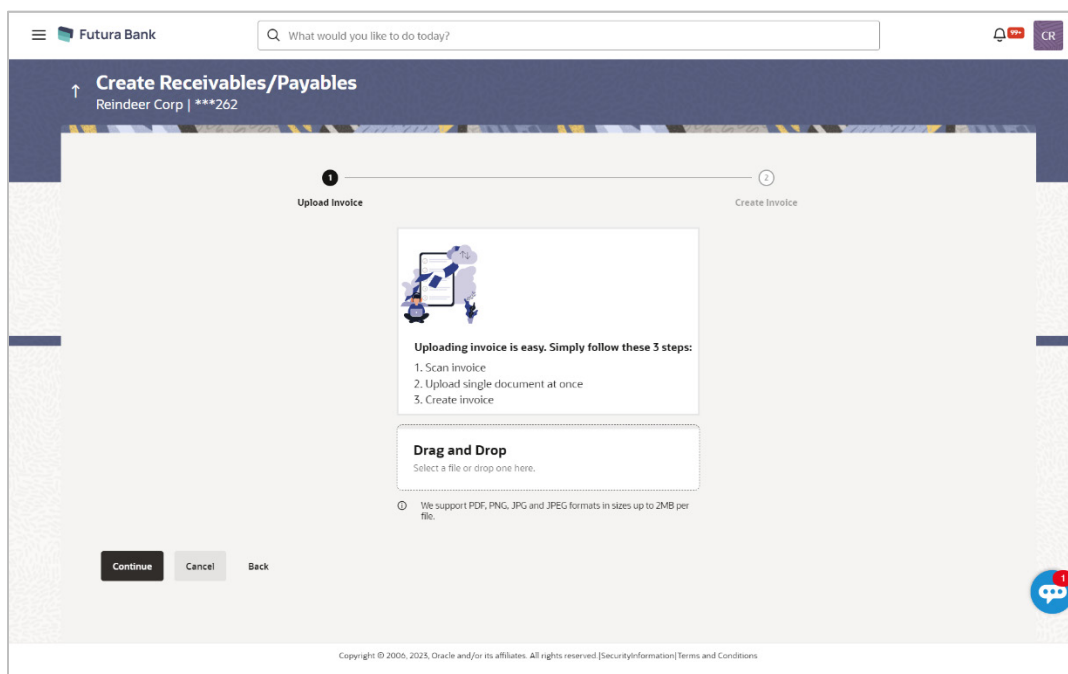 Futura Bank
What would you like to do today?
99+
CR
Create Receivables/Payables
Reindeer Corp | ***262
1
2
Upload Invoice
Create Invoice
Uploading invoice is easy. Simply follow these 3 steps:
1. Scan invoice
2. Upload single document at once
3. Create invoice
Drag and Drop
Select a file or drop one here.
We support PDF, PNG, JPG and JPEG formats in sizes up to 2MB per
file.
Continue
Cancel
Back
1
Copyright © 2006, 2023, Oracle and/or its affiliates. All rights reserved.|SecurityInformation|Terms and Conditions